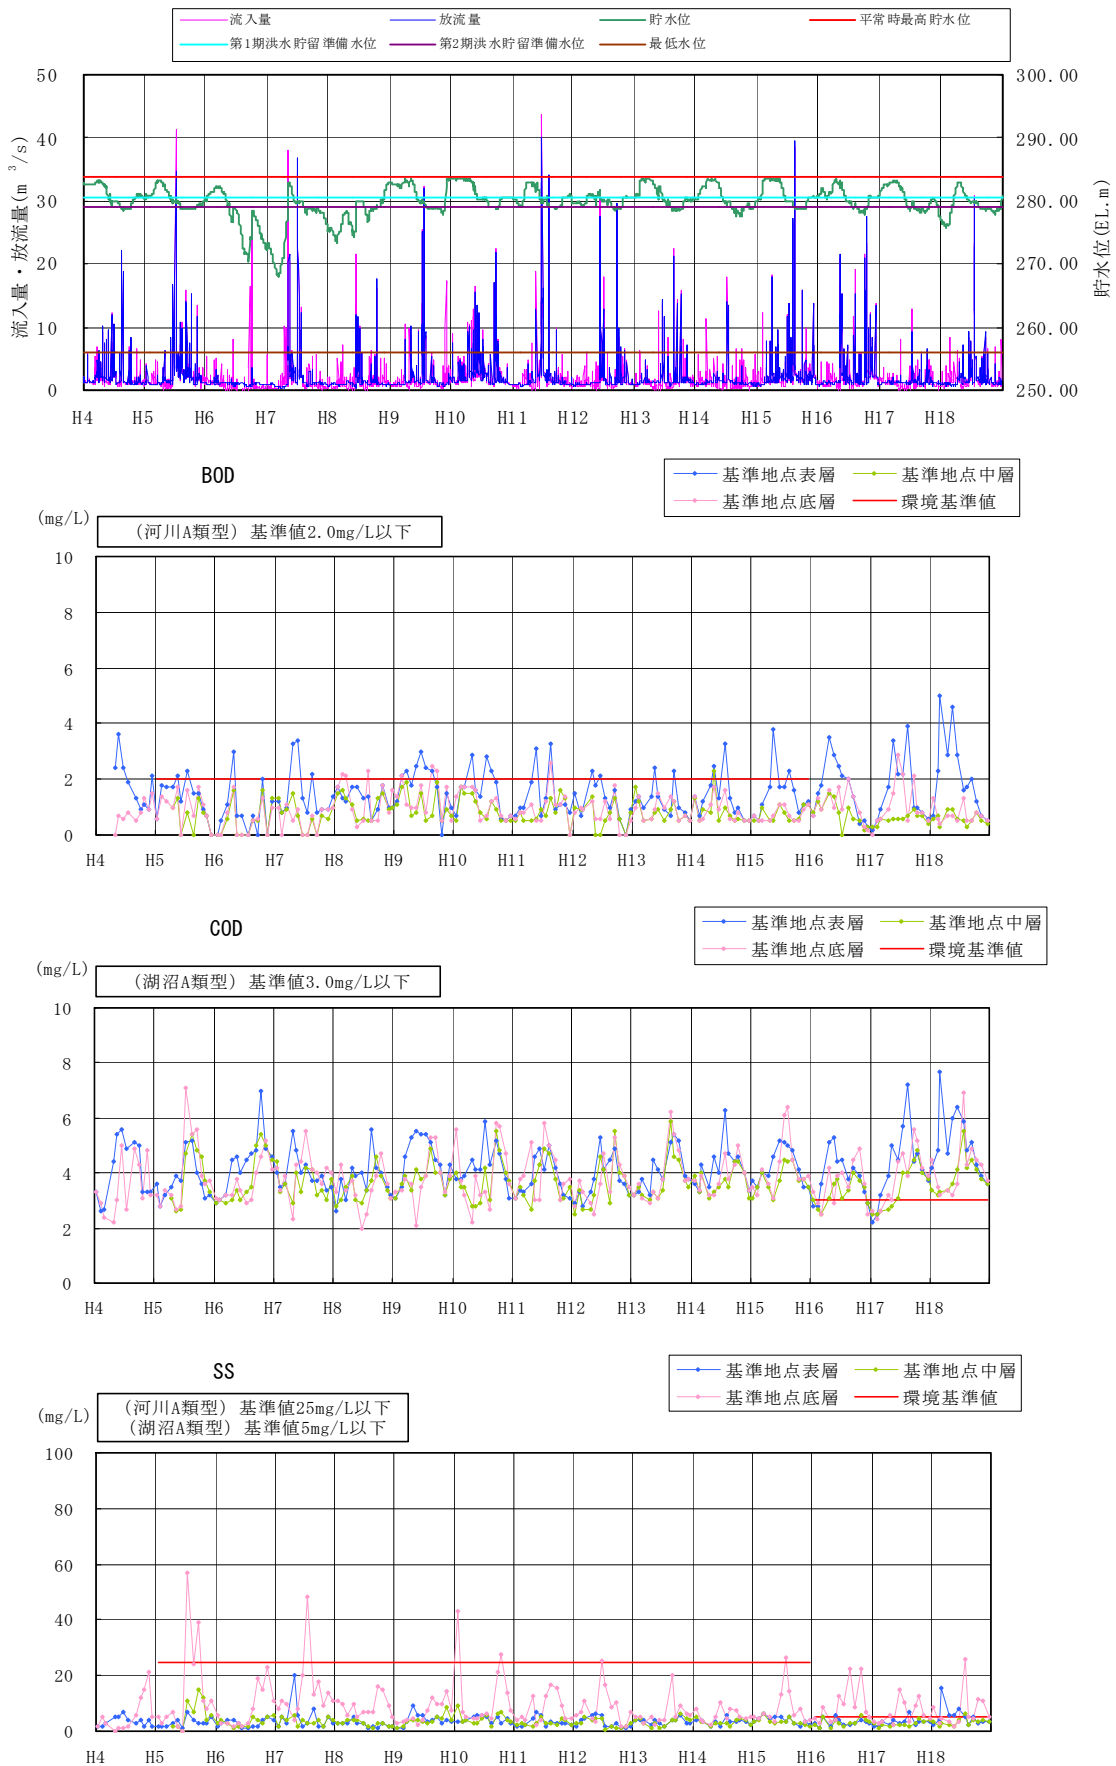 流入量 放流量 貯水位 平常時最高貯水位
第1期洪水貯留準備水位 第2期洪水貯留準備水位 最低水位
流入量・放流量(m³/s)
貯水位(EL.m)
50 300.00
40 290.00
30 280.00
20 270.00
10 260.00
0 250.00
H4 H5 H6 H7 H8 H9 H10 H11 H12 H13 H14 H15 H16 H17 H18
BOD
基準地点表層 基準地点中層
基準地点底層 環境基準値
(mg/L)
(河川A類型) 基準値2.0mg/L以下
10
8
6
4
2
0
H4 H5 H6 H7 H8 H9 H10 H11 H12 H13 H14 H15 H16 H17 H18
COD
基準地点表層 基準地点中層
基準地点底層 環境基準値
(mg/L)
(湖沼A類型) 基準値3.0mg/L以下
10
8
6
4
2
0
H4 H5 H6 H7 H8 H9 H10 H11 H12 H13 H14 H15 H16 H17 H18
SS
基準地点表層 基準地点中層
基準地点底層 環境基準値
(mg/L)
(河川A類型) 基準値25mg/L以下
(湖沼A類型) 基準値5mg/L以下
100
80
60
40
20
0
H4 H5 H6 H7 H8 H9 H10 H11 H12 H13 H14 H15 H16 H17 H18